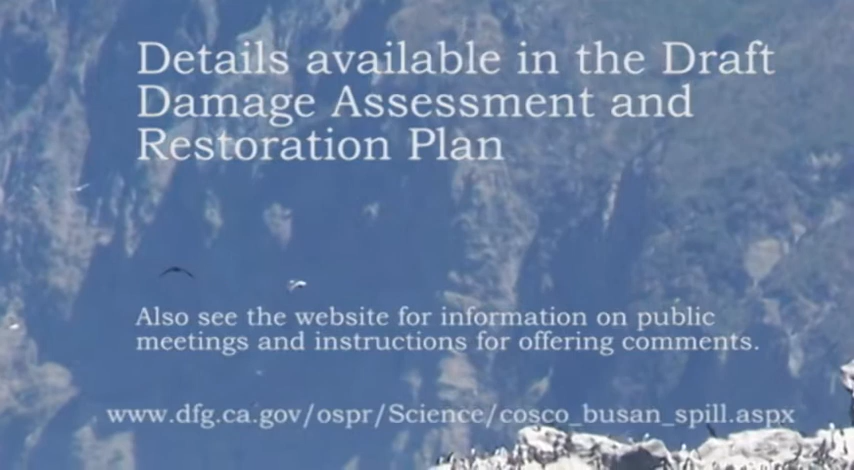 Details available in the Draft
Damage Assessment and
Restoration Plan
Also see the website for information on public
meetings and instructions for offering comments.
www.dfg.ca.gov/ospr/Science/cosco_busan_spill.aspx